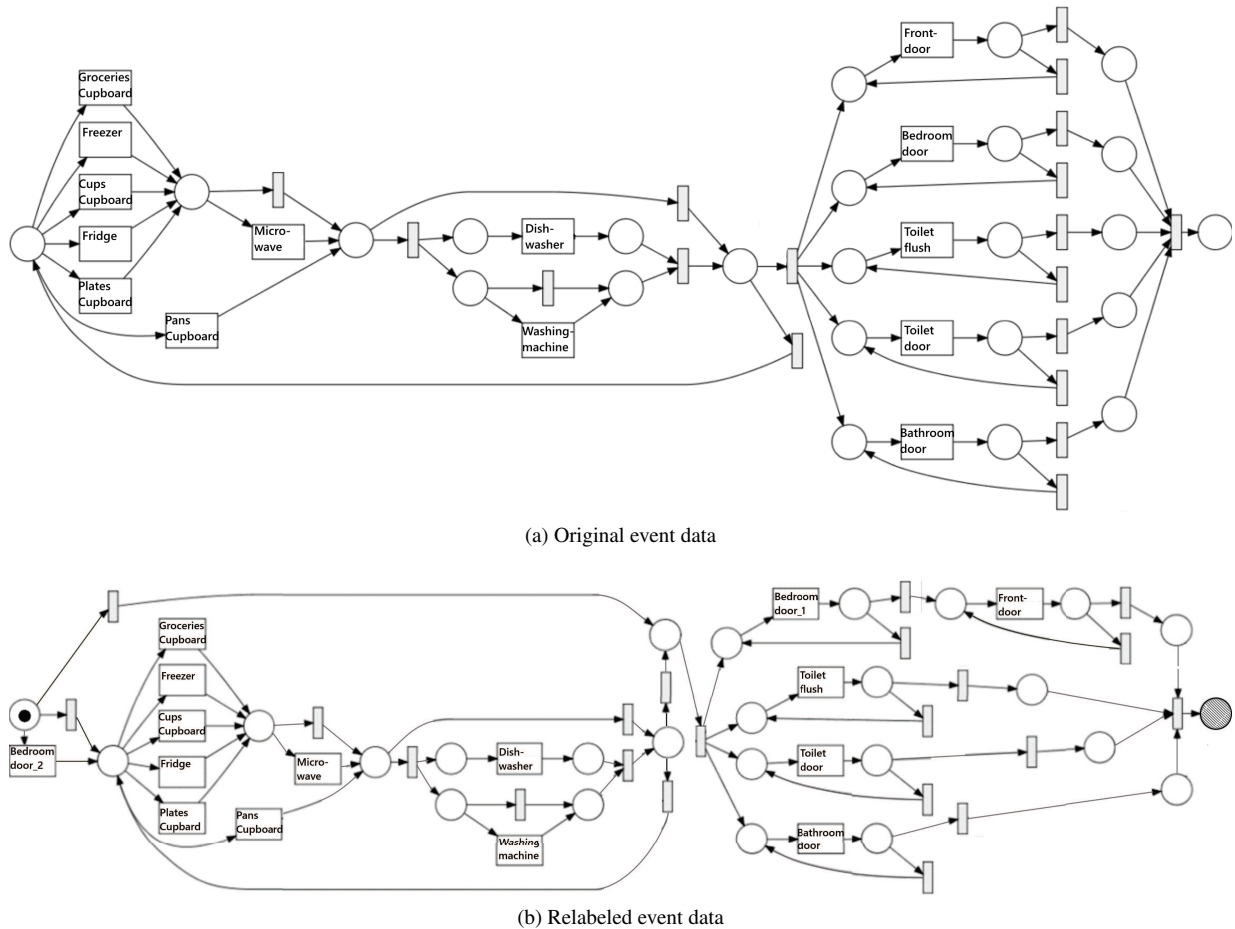 Groceries
Cupboard
Freezer
Cups
Cupboard
Fridge
Plates
Cupboard
Pans
Cupboard
Micro-
wave
Dish-
washer
Washing-
machine
Front-
door
Bedroom
door
Toilet
flush
Toilet
door
Bathroom
door
(a) Original event data
Bedroom
door_2
Groceries
Cupboard
Freezer
Cups
Cupboard
Fridge
Plates
Cupbard
Pans
Cupboard
Micro-
wave
Dish-
washer
Washing
machine
Bedroom
door_1
Front-
door
Toilet
flush
Toilet
door
Bathroom
door
(b) Relabeled event data